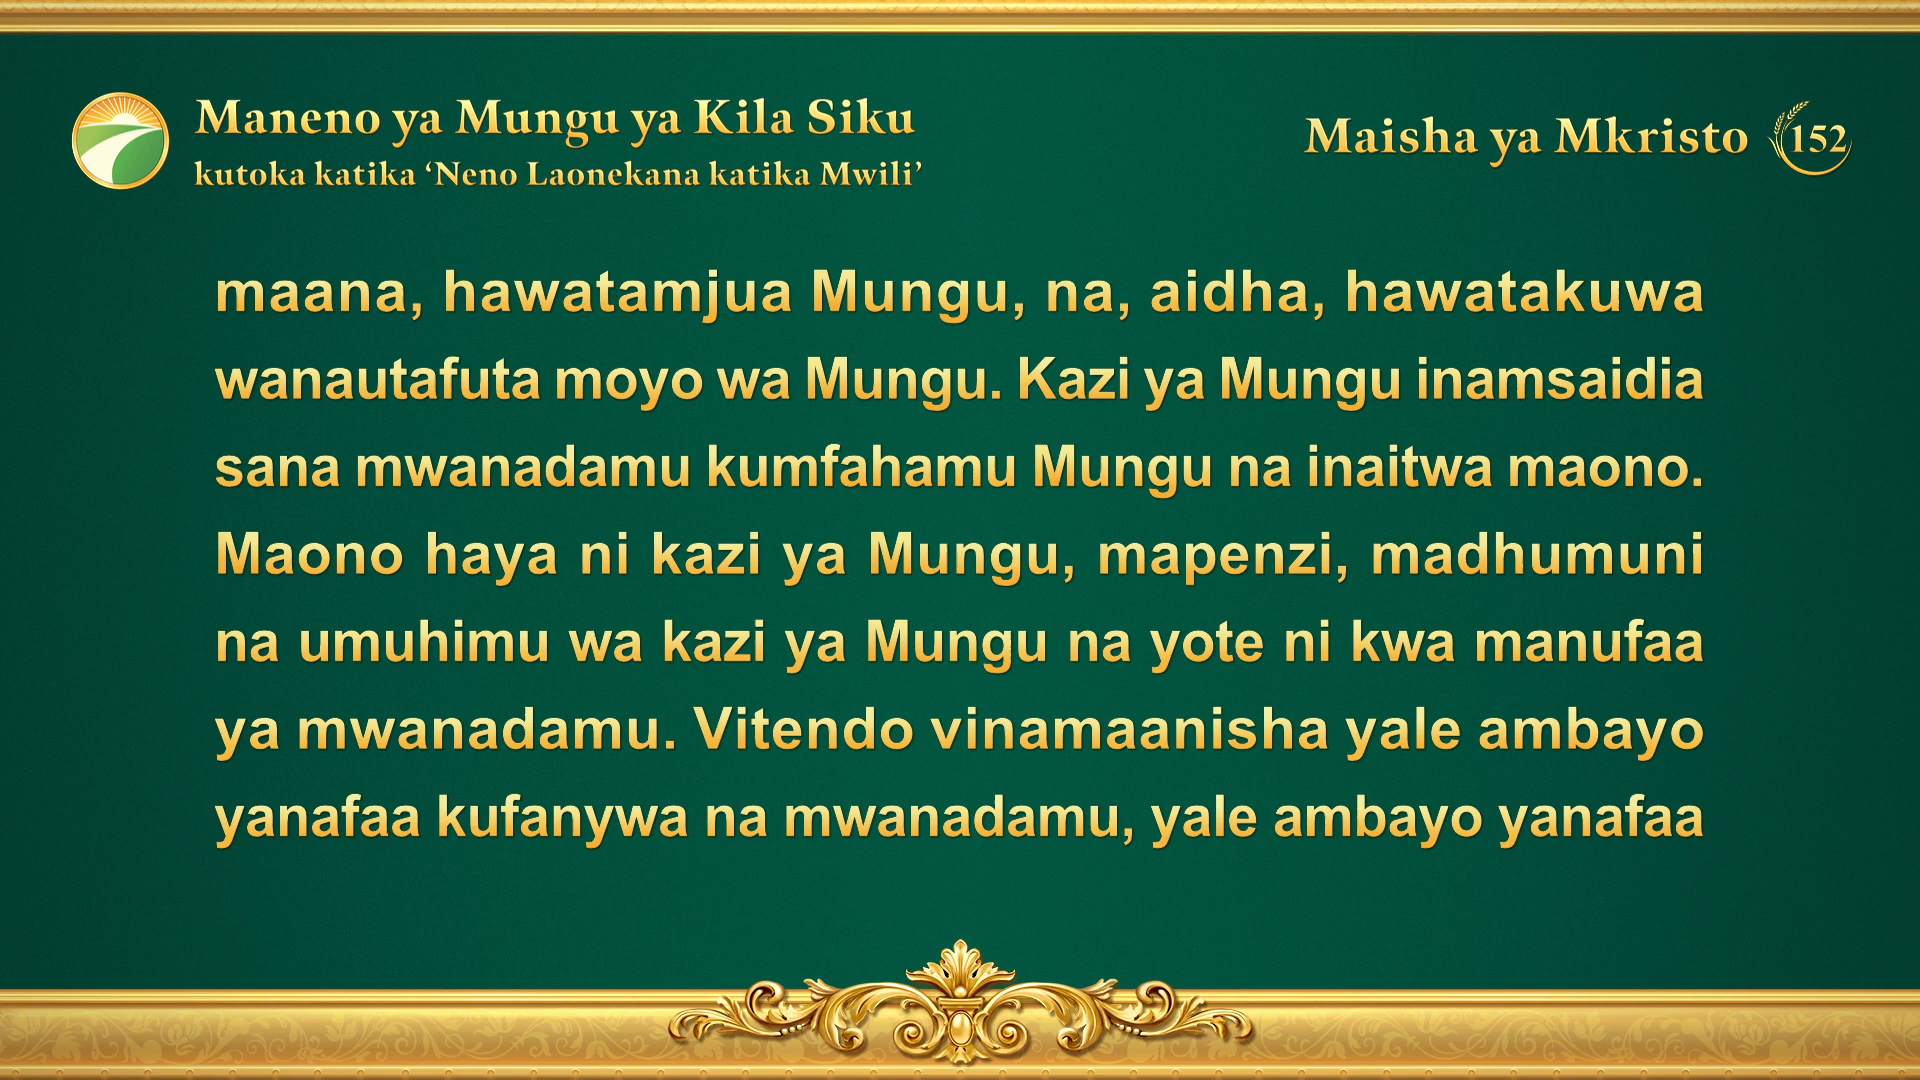 Maneno ya Mungu ya Kila Siku
kutoka katika ‘Neno Laonekana katika Mwili’
Maisha ya Mkristo 152
maana, hawatamjua Mungu, na, aidha, hawatakuwa
wanautafuta moyo wa Mungu. Kazi ya Mungu inamsaidia
sana mwanadamu kumfahamu Mungu na inaitwa maono.
Maono haya ni kazi ya Mungu, mapenzi, madhumuni
na umuhimu wa kazi ya Mungu na yote ni kwa manufaa
ya mwanadamu. Vitendo vinamaanisha yale ambayo
yanafaa kufanywa na mwanadamu, yale ambayo yanafaa